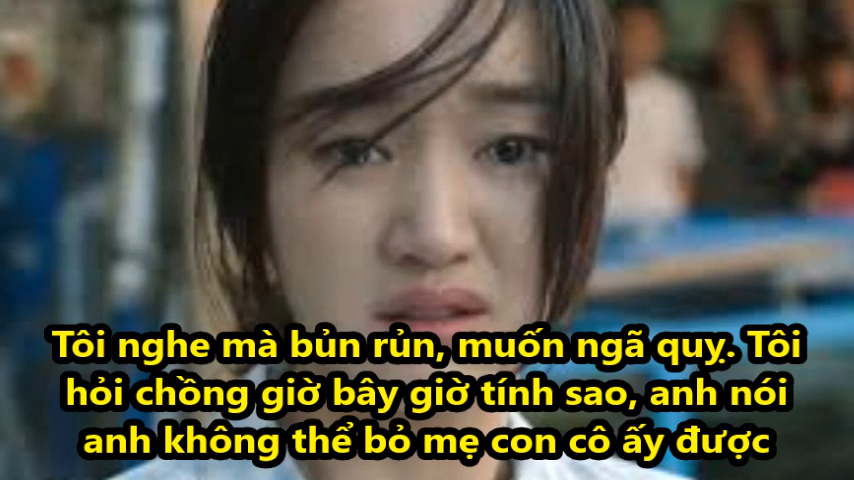 Tôi nghe mà bủn rủn, muốn ngã quỵ. Tôi
hỏi chồng giờ bây giờ tính sao, anh nói
anh không thể bỏ mẹ con cô ấy được